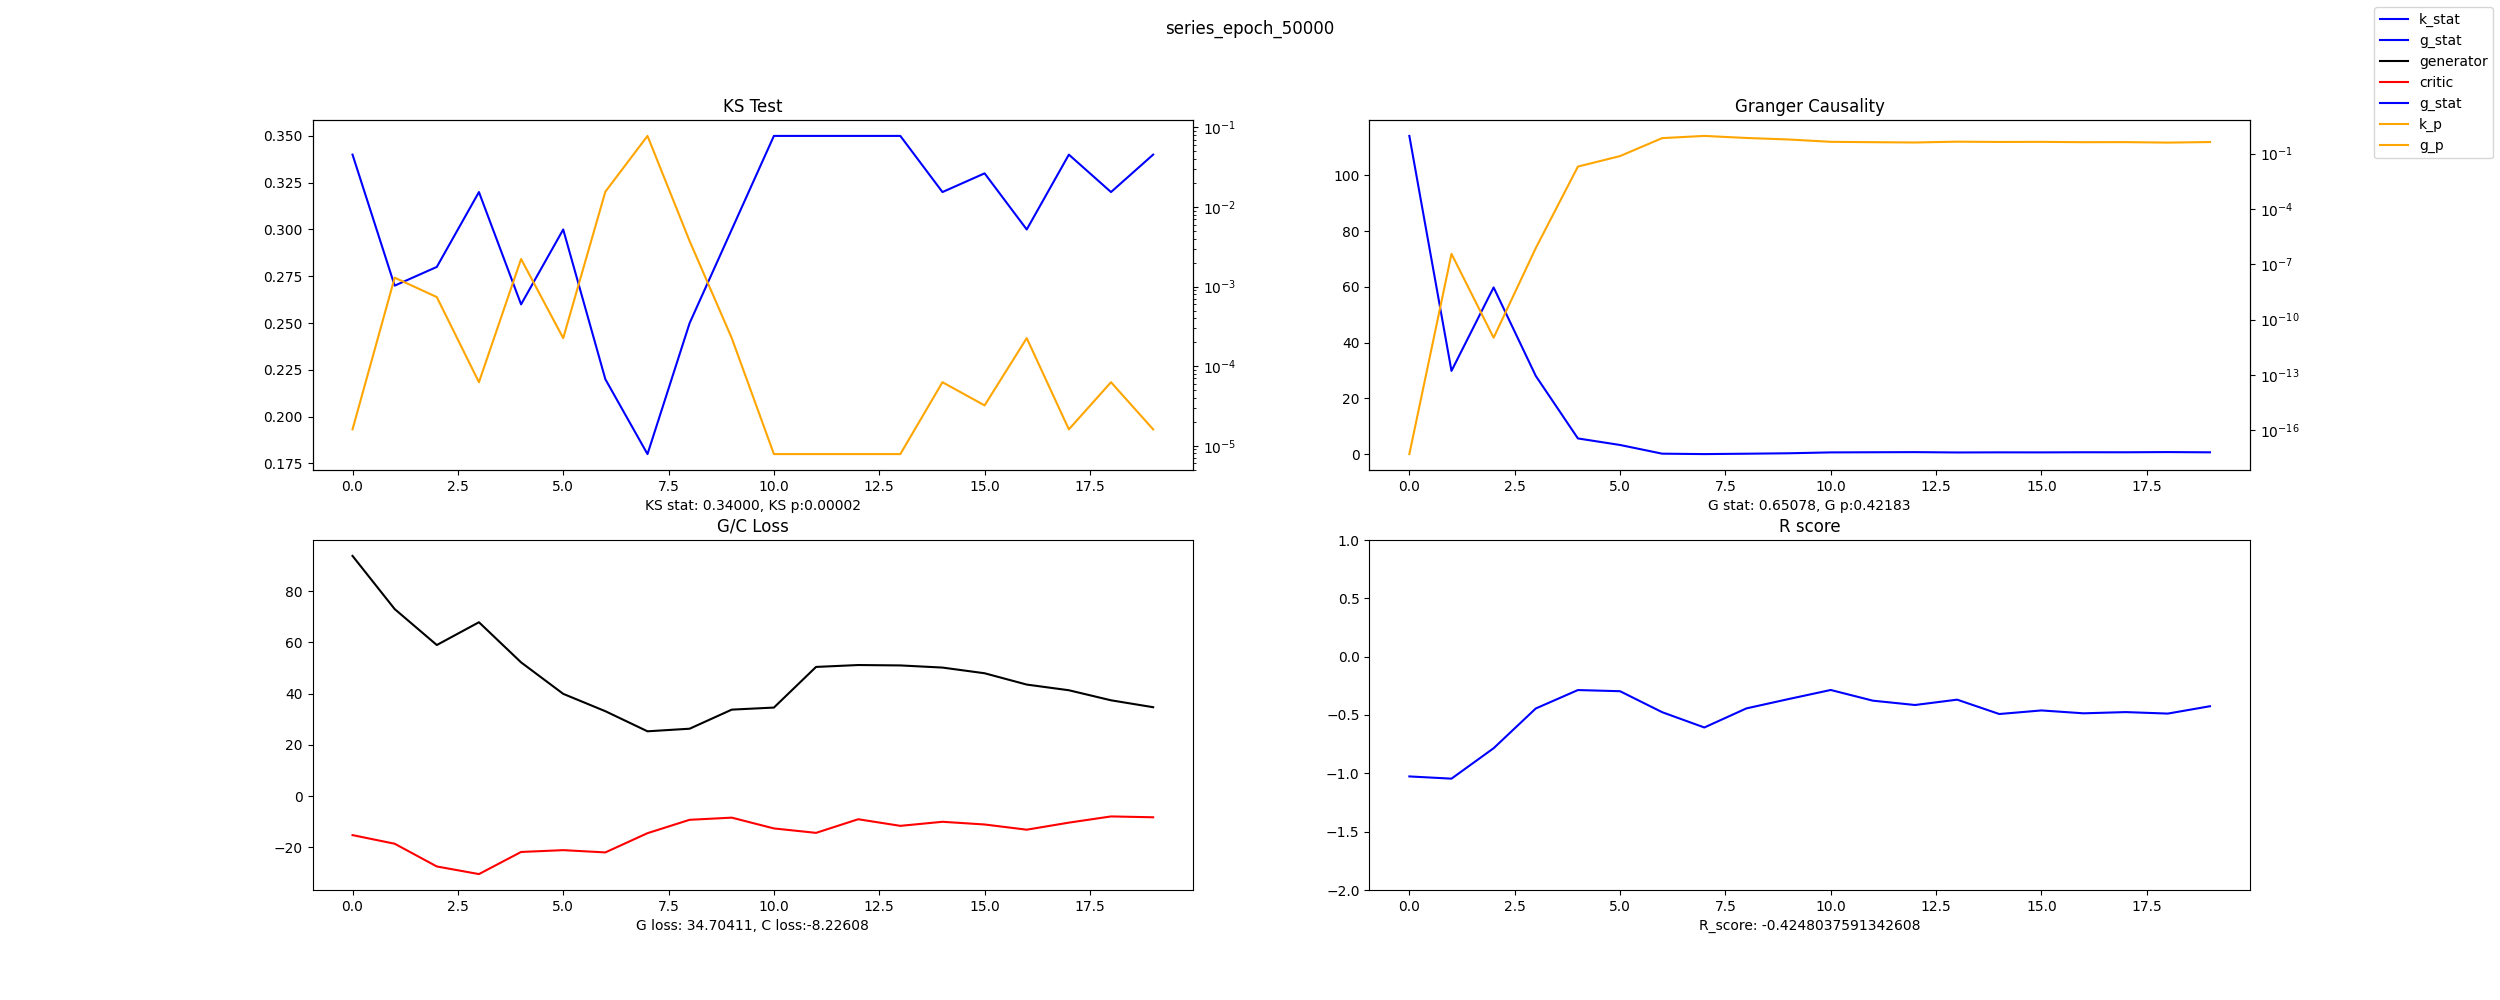 series_epoch_50000
k_stat
g_stat
generator
critic
g_stat
k_p
g_p
KS Test
0.350
0.325
0.300
0.275
0.250
0.225
0.200
0.175
10⁻¹
10⁻²
10⁻³
10⁻⁴
10⁻⁵
0.0 2.5 5.0 7.5 10.0 12.5 15.0 17.5
KS stat: 0.34000, KS p:0.00002
Granger Causality
100
80
60
40
20
0
10⁻¹
10⁻⁴
10⁻⁷
10⁻¹⁰
10⁻¹³
10⁻¹⁶
0.0 2.5 5.0 7.5 10.0 12.5 15.0 17.5
G stat: 0.65078, G p:0.42183
G/C Loss
80
60
40
20
0
−20
0.0 2.5 5.0 7.5 10.0 12.5 15.0 17.5
G loss: 34.70411, C loss:-8.22608
R score
1.0
0.5
0.0
−0.5
−1.0
−1.5
−2.0
0.0 2.5 5.0 7.5 10.0 12.5 15.0 17.5
R_score: -0.4248037591342608